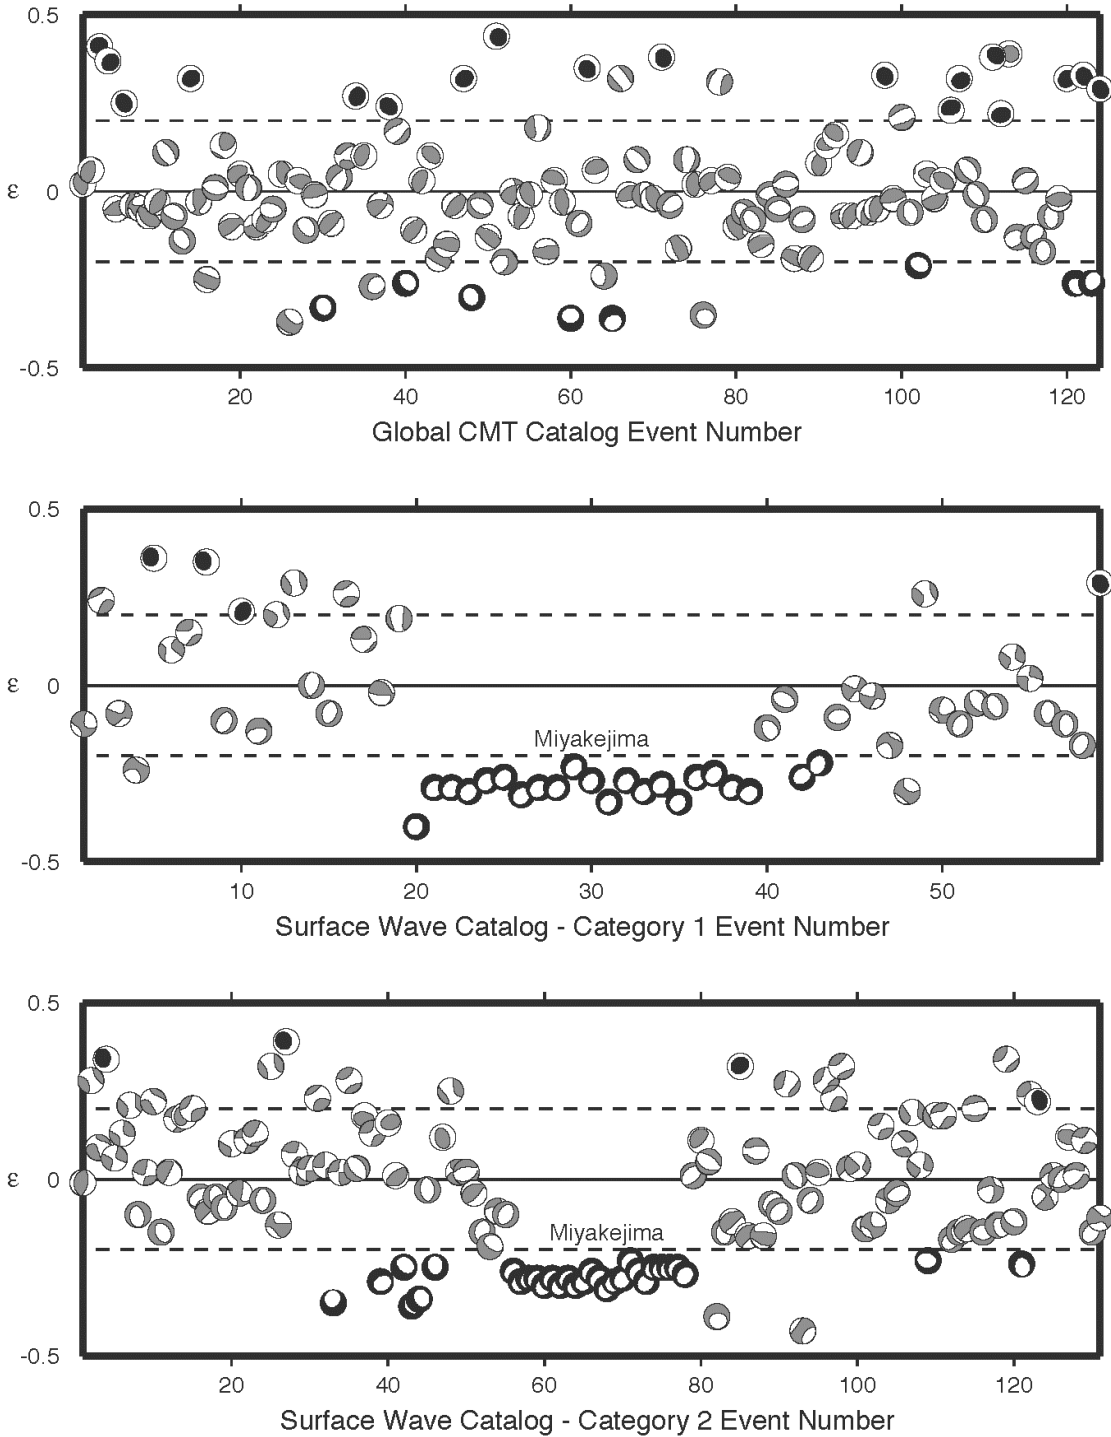 0.5
ε 0
-0.5
20 40 60 80 100 120
Global CMT Catalog Event Number
0.5
ε 0
Miyakejima
-0.5
10 20 30 40 50
Surface Wave Catalog - Category 1 Event Number
0.5
ε 0
Miyakejima
-0.5
20 40 60 80 100 120
Surface Wave Catalog - Category 2 Event Number